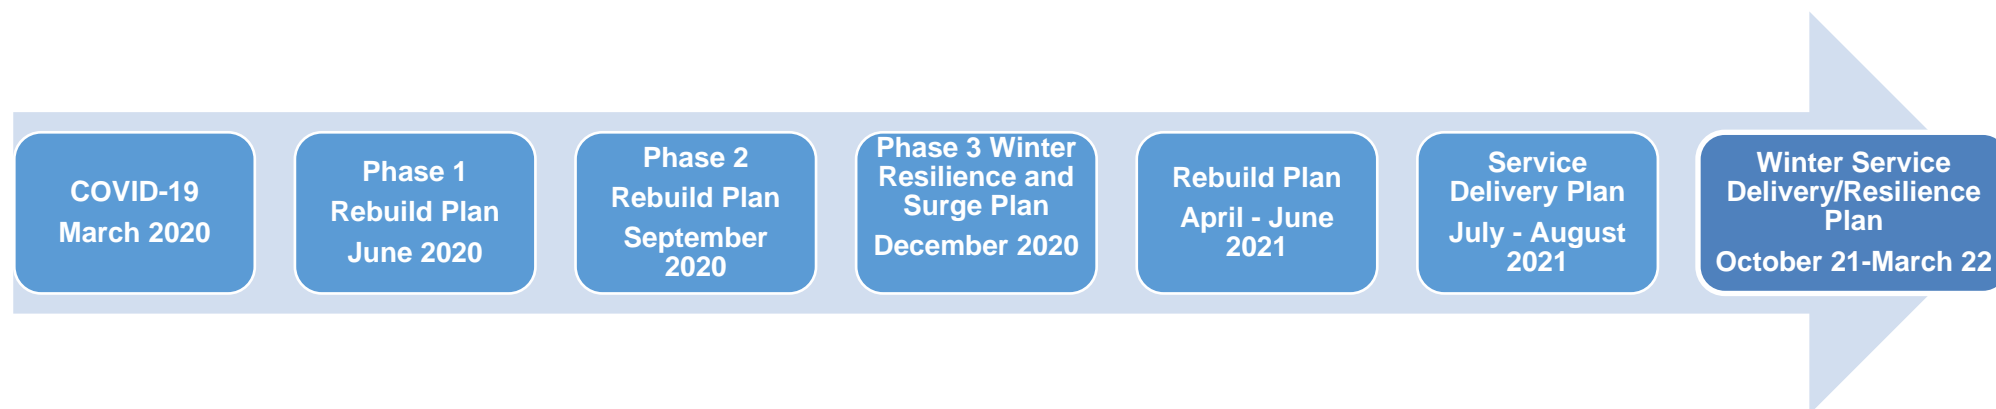 COVID-19
March 2020
Phase 1
Rebuild Plan
June 2020
Phase 2
Rebuild Plan
September
2020
Phase 3 Winter
Resilience and
Surge Plan
December 2020
Rebuild Plan
April - June
2021
Service
Delivery Plan
July - August
2021
Winter Service
Delivery/Resilience
Plan
October 21-March 22